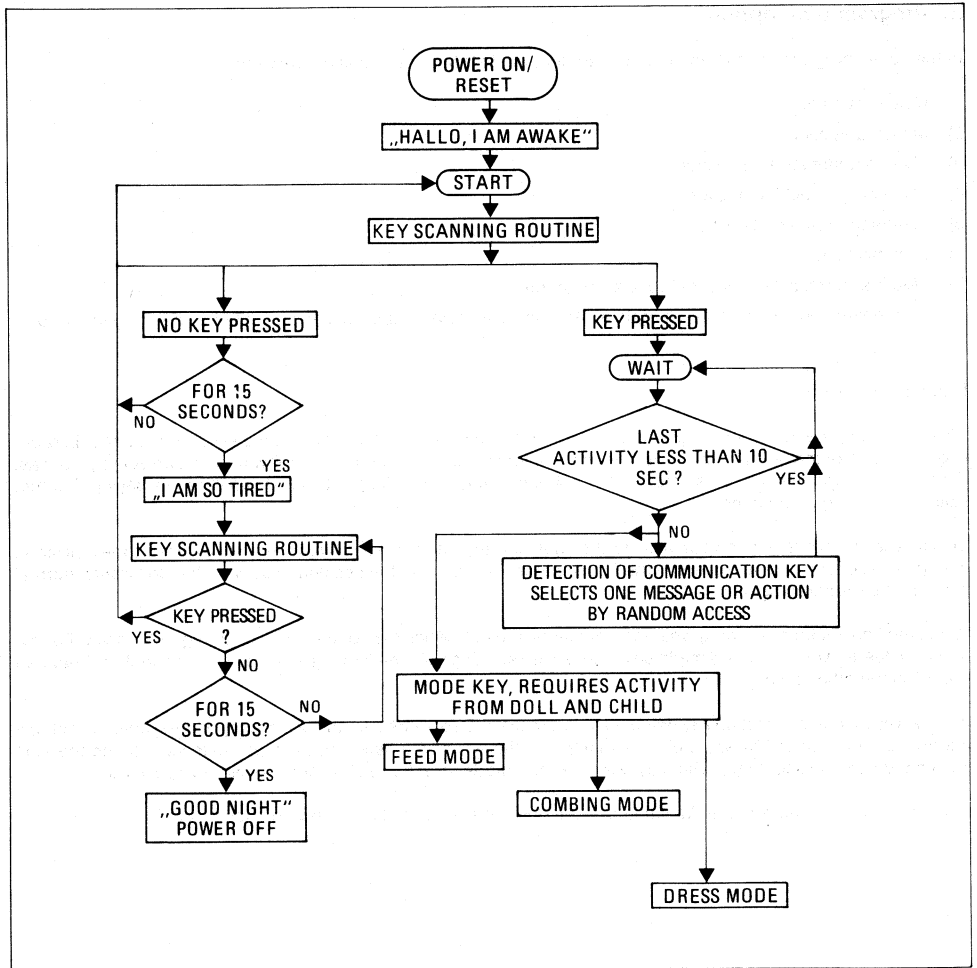 POWER ON/
RESET
„HALLO, I AM AWAKE“
START
KEY SCANNING ROUTINE
NO KEY PRESSED
FOR 15
SECONDS?
NO
YES
„I AM SO TIRED“
KEY SCANNING ROUTINE
KEY PRESSED
?
YES
NO
FOR 15
SECONDS?
NO
YES
„GOOD NIGHT“
POWER OFF
KEY PRESSED
WAIT
LAST
ACTIVITY LESS THAN 10
SEC ?
YES
NO
DETECTION OF COMMUNICATION KEY
SELECTS ONE MESSAGE OR ACTION
BY RANDOM ACCESS
MODE KEY, REQUIRES ACTIVITY
FROM DOLL AND CHILD
FEED MODE
COMBING MODE
DRESS MODE